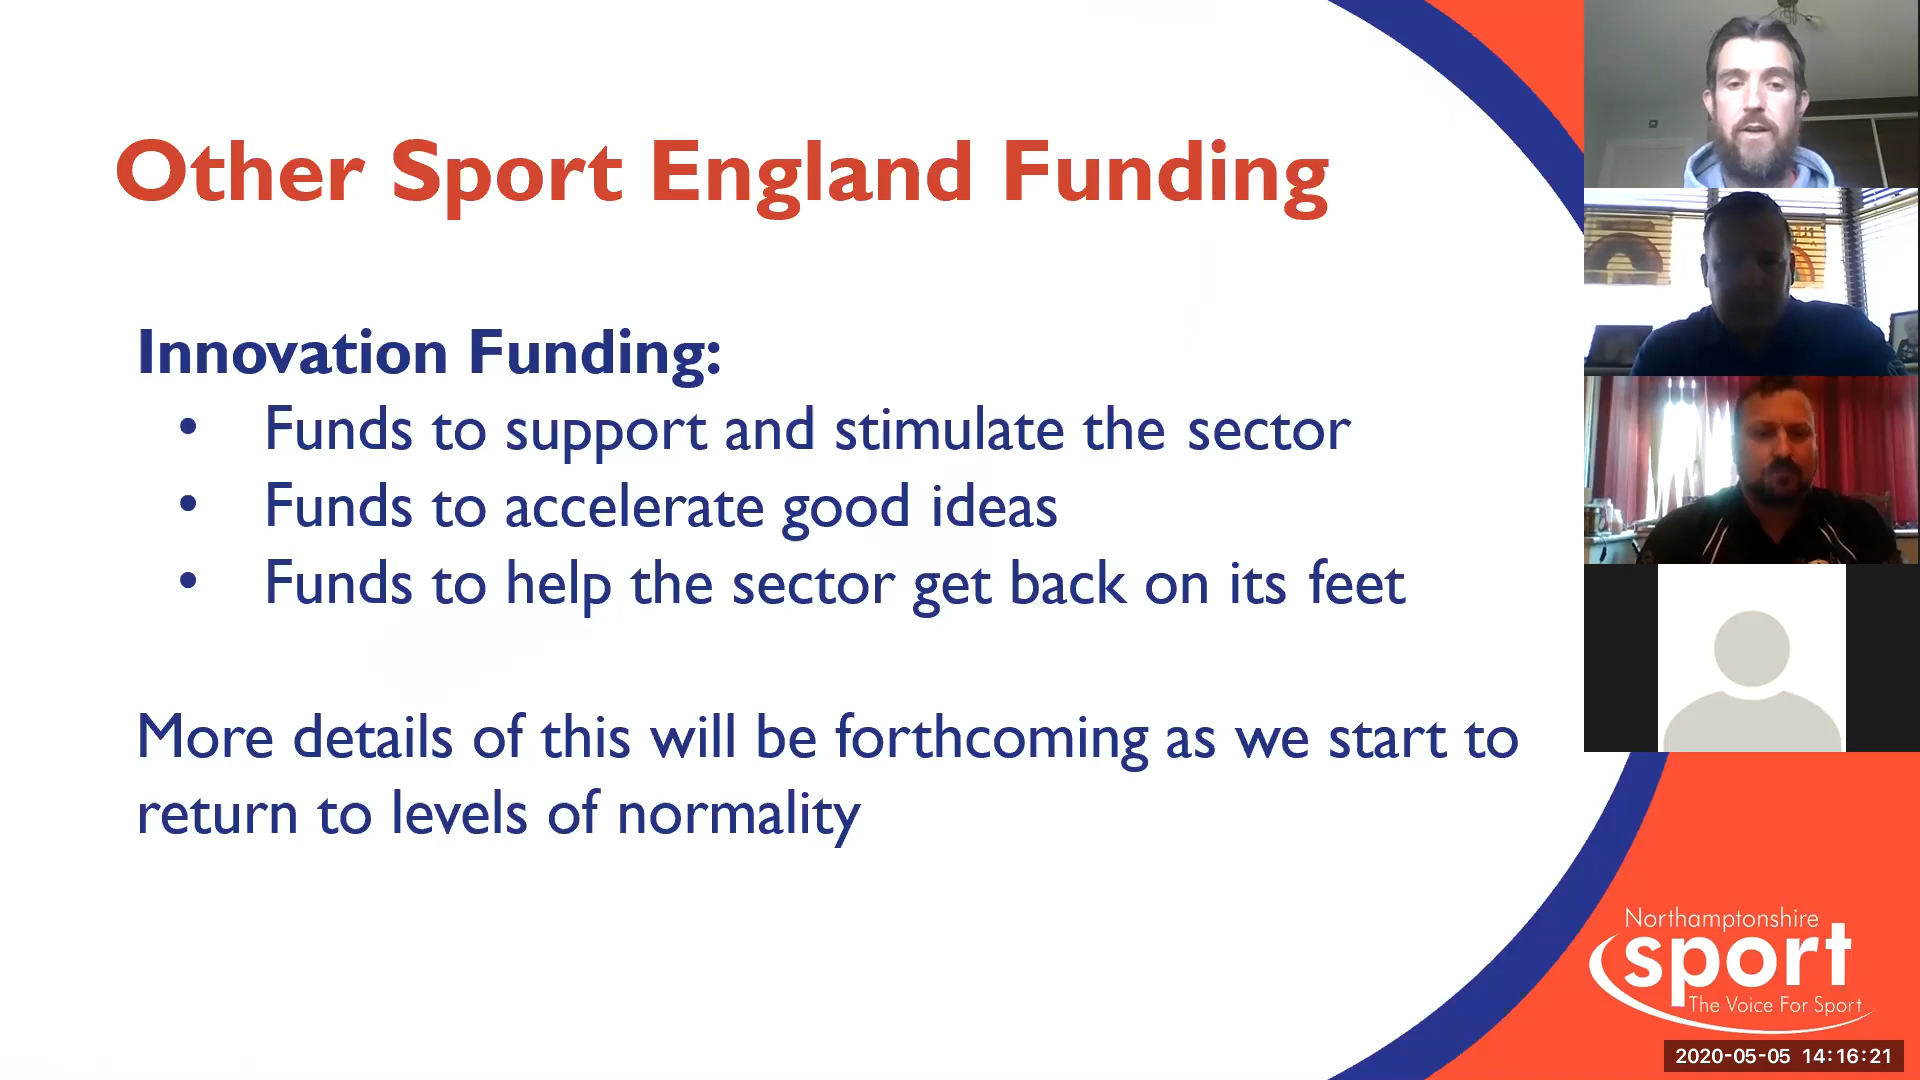 Other Sport England Funding
Innovation Funding:
• Funds to support and stimulate the sector
• Funds to accelerate good ideas
• Funds to help the sector get back on its feet
More details of this will be forthcoming as we start to
return to levels of normality
Northamptonshire
sport
The Voice For Sport
2020-05-05 14:16:21